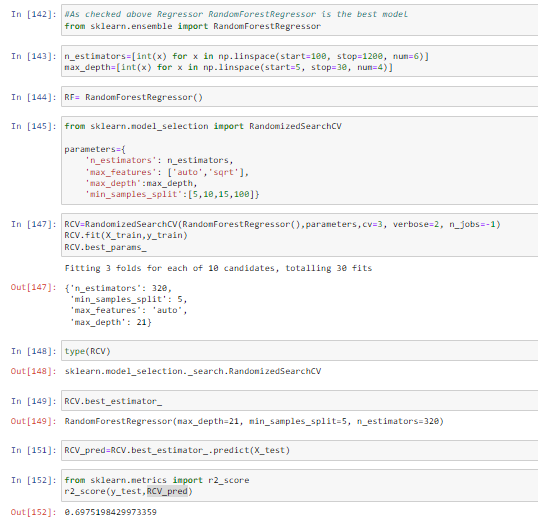 In [142]: #As checked above Regressor RandomForestRegressor is the best model
from sklearn.ensemble import RandomForestRegressor
In [143]: n_estimators=[int(x) for x in np.linspace(start=100, stop=1200, num=6)]
max_depth=[int(x) for x in np.linspace(start=5, stop=30, num=4)]
In [144]: RF= RandomForestRegressor()
In [145]: from sklearn.model_selection import RandomizedSearchCV
parameters={
'n_estimators': n_estimators,
'max_features': ['auto','sqrt'],
'max_depth':max_depth,
'min_samples_split':[5,10,15,100]}
In [147]: RCV=RandomizedSearchCV(RandomForestRegressor(),parameters,cv=3, verbose=2, n_jobs=-1)
RCV.fit(X_train,y_train)
RCV.best_params_
Fitting 3 folds for each of 10 candidates, totalling 30 fits
Out[147]: {'n_estimators': 320,
'min_samples_split': 5,
'max_features': 'auto',
'max_depth': 21}
In [148]: type(RCV)
Out[148]: sklearn.model_selection._search.RandomizedSearchCV
In [149]: RCV.best_estimator_
Out[149]: RandomForestRegressor(max_depth=21, min_samples_split=5, n_estimators=320)
In [151]: RCV_pred=RCV.best_estimator_.predict(X_test)
In [152]: from sklearn.metrics import r2_score
r2_score(y_test,RCV_pred)
Out[152]: 0.6975198429973359